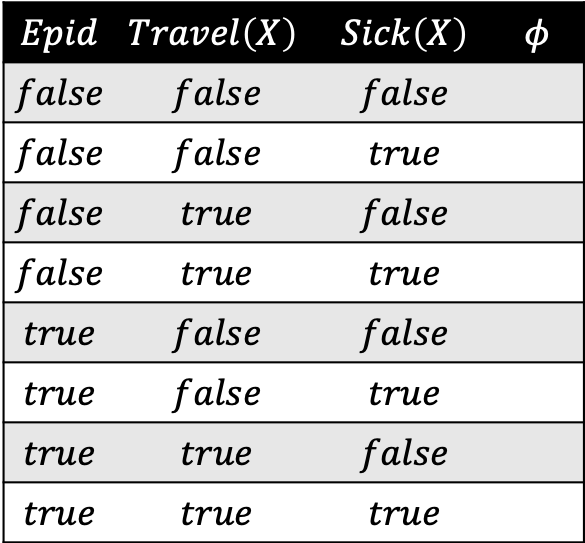 Epid Travel(X) Sick(X) ϕ
false false false
false false true
false true false
false true true
true false false
true false true
true true false
true true true